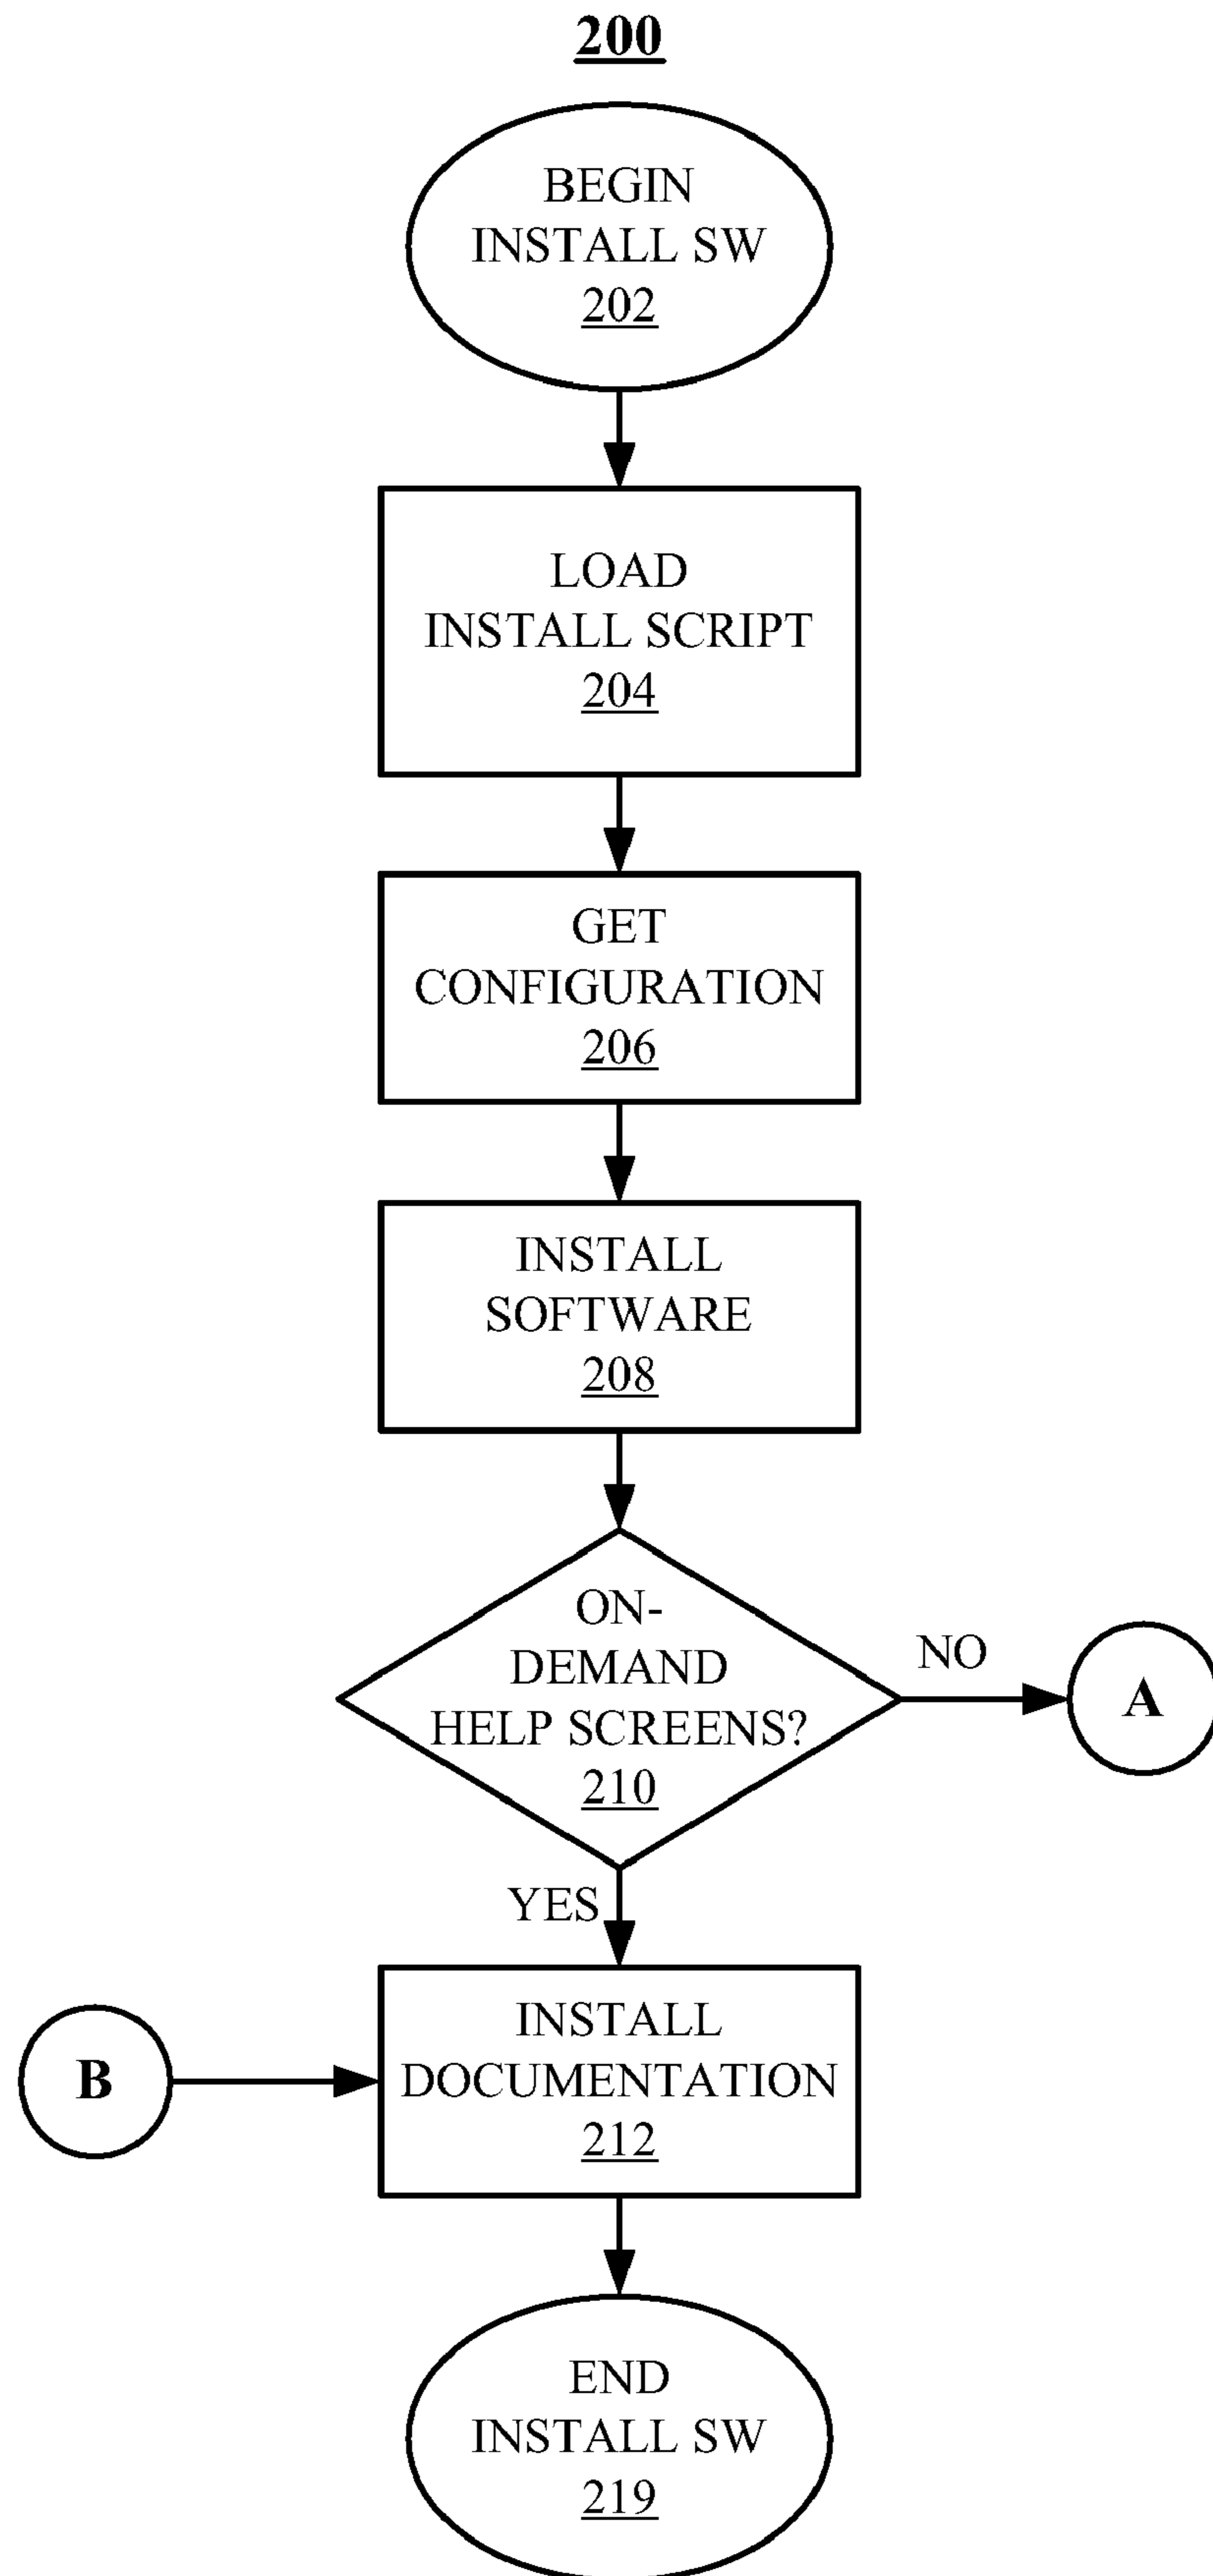 200
BEGIN
INSTALL SW
202
LOAD
INSTALL SCRIPT
204
GET
CONFIGURATION
206
INSTALL
SOFTWARE
208
ON-
DEMAND
HELP SCREENS?
210
NO
A
YES
B
INSTALL
DOCUMENTATION
212
END
INSTALL SW
219